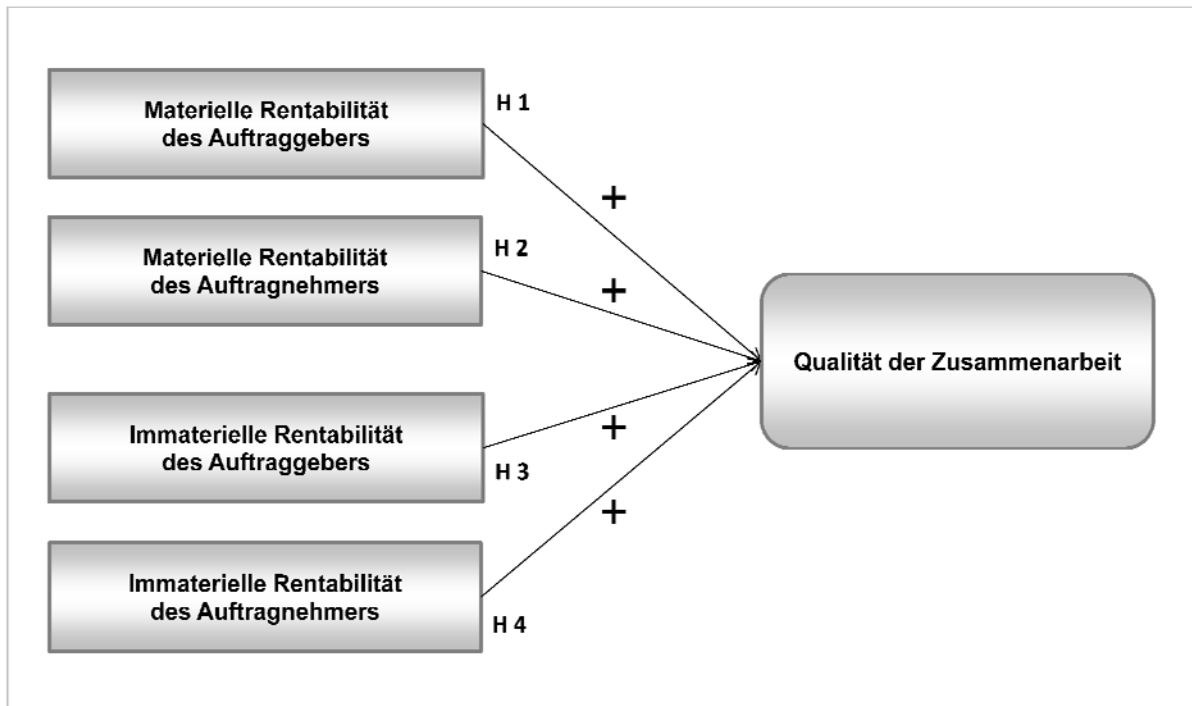 Materielle Rentabilität
des Auftraggebers
H 1
+
Materielle Rentabilität
des Auftragnehmers
H 2
+
Qualität der Zusammenarbeit
Immaterielle Rentabilität
des Auftraggebers
H 3
+
Immaterielle Rentabilität
des Auftragnehmers
H 4
+